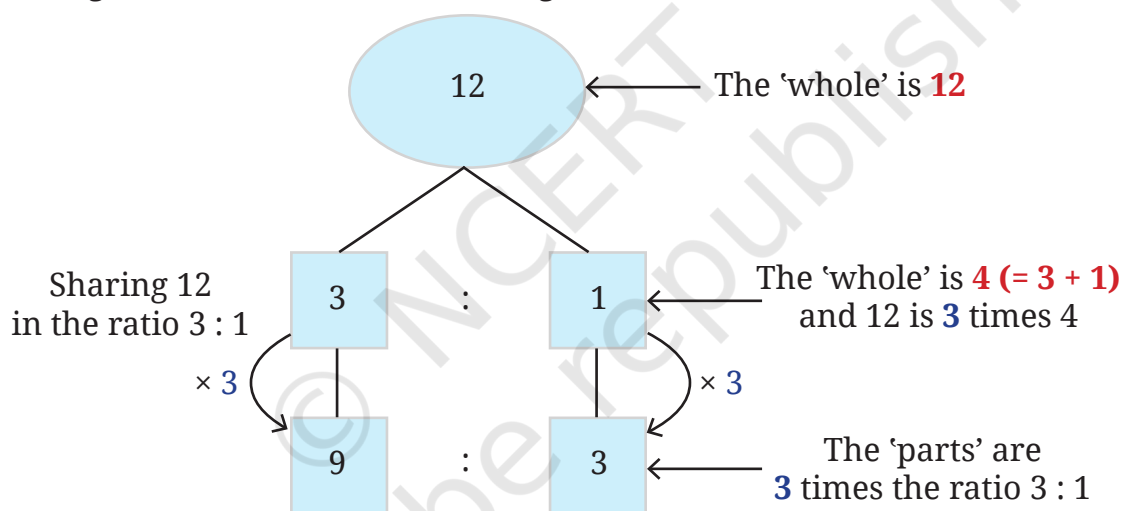 12
The ‘whole’ is 12
Sharing 12
in the ratio 3 : 1
3 : 1
The ‘whole’ is 4 (= 3 + 1)
and 12 is 3 times 4
× 3
× 3
9 : 3
The ‘parts’ are
3 times the ratio 3 : 1
© NCERT
be republish